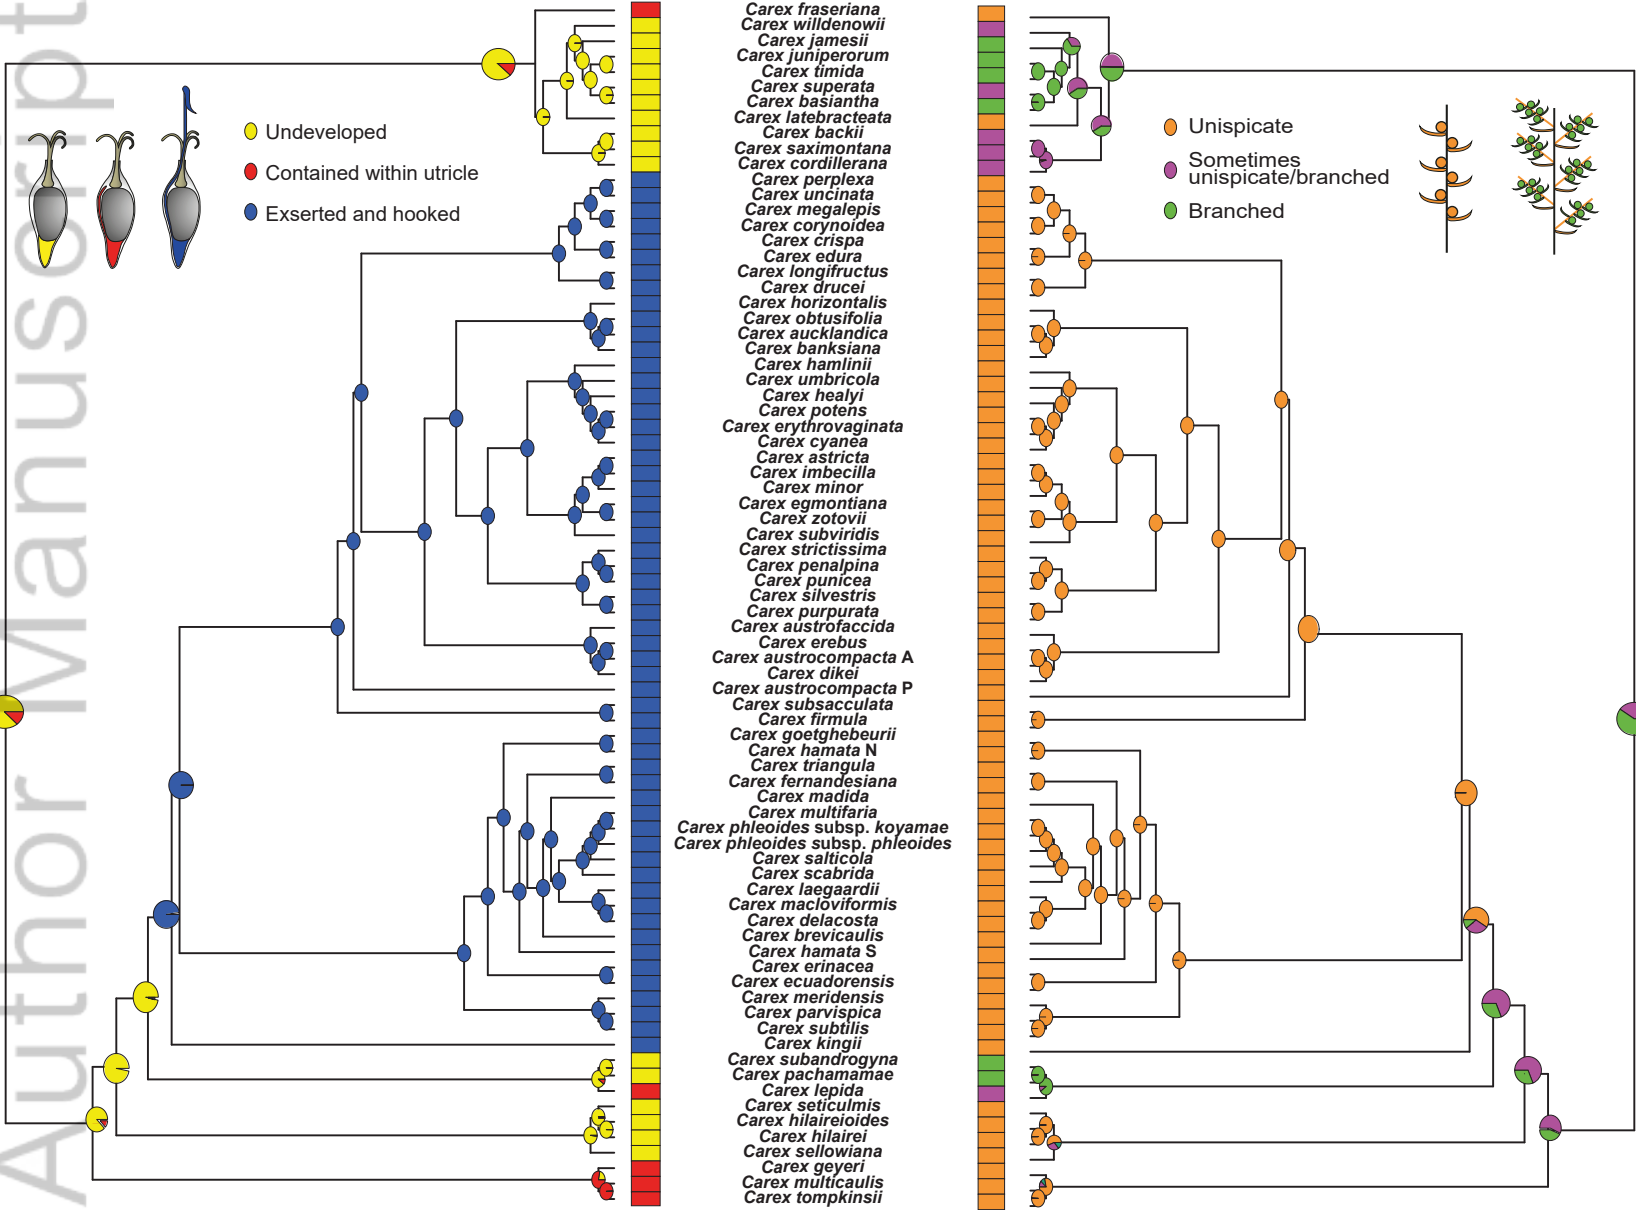 Author Manuscript
Undeveloped
Contained within utricle
Exserted and hooked
Carex fraseriana
Carex willdenowii
Carex jamesii
Carex juniperorum
Carex timida
Carex superata
Carex basiantha
Carex latebracteata
Carex backii
Carex saximontana
Carex cordillerana
Carex perplexa
Carex uncinata
Carex megalepis
Carex corynoidea
Carex crispa
Carex edura
Carex longifructus
Carex drucei
Carex horizontalis
Carex obtusifolia
Carex aucklandica
Carex banksiana
Carex hamlinii
Carex umbricola
Carex healyi
Carex potens
Carex erythrovaginata
Carex cyanea
Carex astricta
Carex imbecilla
Carex minor
Carex egmontiana
Carex zotovii
Carex subviridis
Carex strictissima
Carex penalpina
Carex punicea
Carex silvestris
Carex purpurata
Carex austrofaccida
Carex erebus
Carex austrocompacta A
Carex dikei
Carex austrocompacta P
Carex subsacculata
Carex firmula
Carex goetghebeurii
Carex hamata N
Carex triangula
Carex fernandesiana
Carex madida
Carex multifaria
Carex phleoides subsp. koyamae
Carex phleoides subsp. phleoides
Carex salticola
Carex scabrida
Carex laegaardii
Carex macloviformis
Carex delacosta
Carex brevicaulis
Carex hamata S
Carex erinacea
Carex ecuadorensis
Carex meridensis
Carex parvispica
Carex subtilis
Carex kingii
Carex subandrogyna
Carex pachamamae
Carex lepida
Carex seticulmis
Carex hilaireioides
Carex hilairei
Carex sellowiana
Carex geyeri
Carex multicaulis
Carex tompkinsii
Unispicate
Sometimes
unispicate/branched
Branched